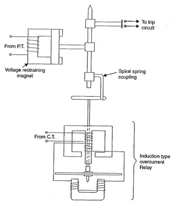 To trip
circuit
From P.T.
Voltage restraining
magnet
Spiral spring
coupling
From C.T.
Induction type
overcurrent
Relay